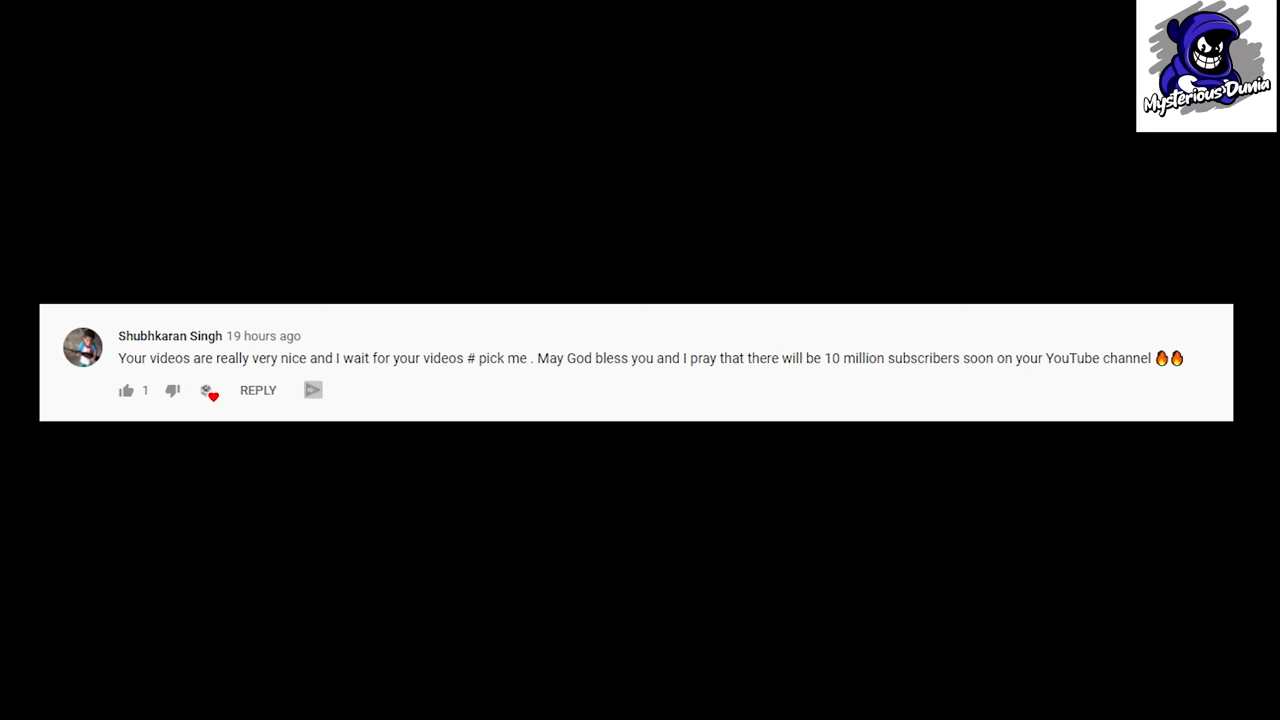 Mysterious Dunia
Shubhkaran Singh 19 hours ago
Your videos are really very nice and I wait for your videos # pick me . May God bless you and I pray that there will be 10 million subscribers soon on your YouTube channel 🔥🔥
1 REPLY